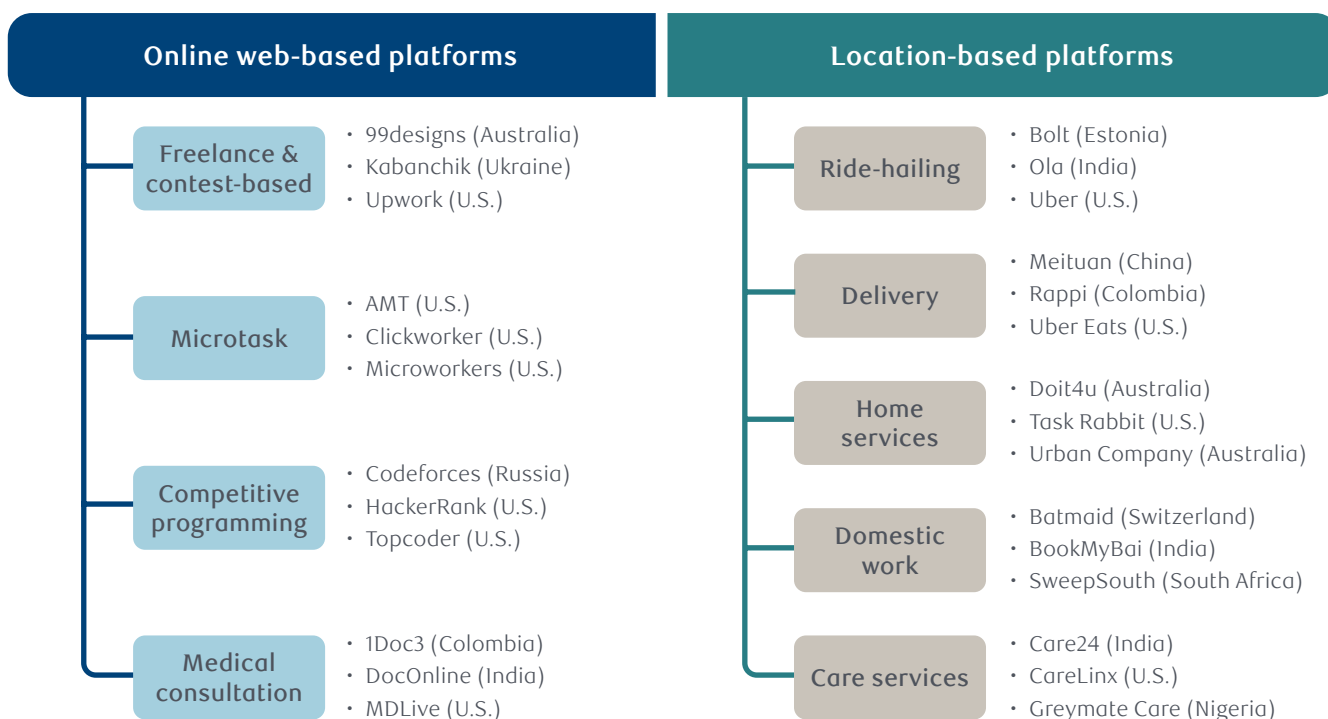 Online web-based platforms
Freelance &
contest-based
• 99designs (Australia)
• Kabanchik (Ukraine)
• Upwork (U.S.)
Microtask
• AMT (U.S.)
• Clickworker (U.S.)
• Microworkers (U.S.)
Competitive
programming
• Codeforces (Russia)
• HackerRank (U.S.)
• Topcoder (U.S.)
Medical
consultation
• 1Doc3 (Colombia)
• DocOnline (India)
• MDLive (U.S.)
Location-based platforms
Ride-hailing
• Bolt (Estonia)
• Ola (India)
• Uber (U.S.)
Delivery
• Meituan (China)
• Rappi (Colombia)
• Uber Eats (U.S.)
Home
services
• Doit4u (Australia)
• Task Rabbit (U.S.)
• Urban Company (Australia)
Domestic
work
• Batmaid (Switzerland)
• BookMyBai (India)
• SweepSouth (South Africa)
Care services
• Care24 (India)
• CareLinx (U.S.)
• Greymate Care (Nigeria)